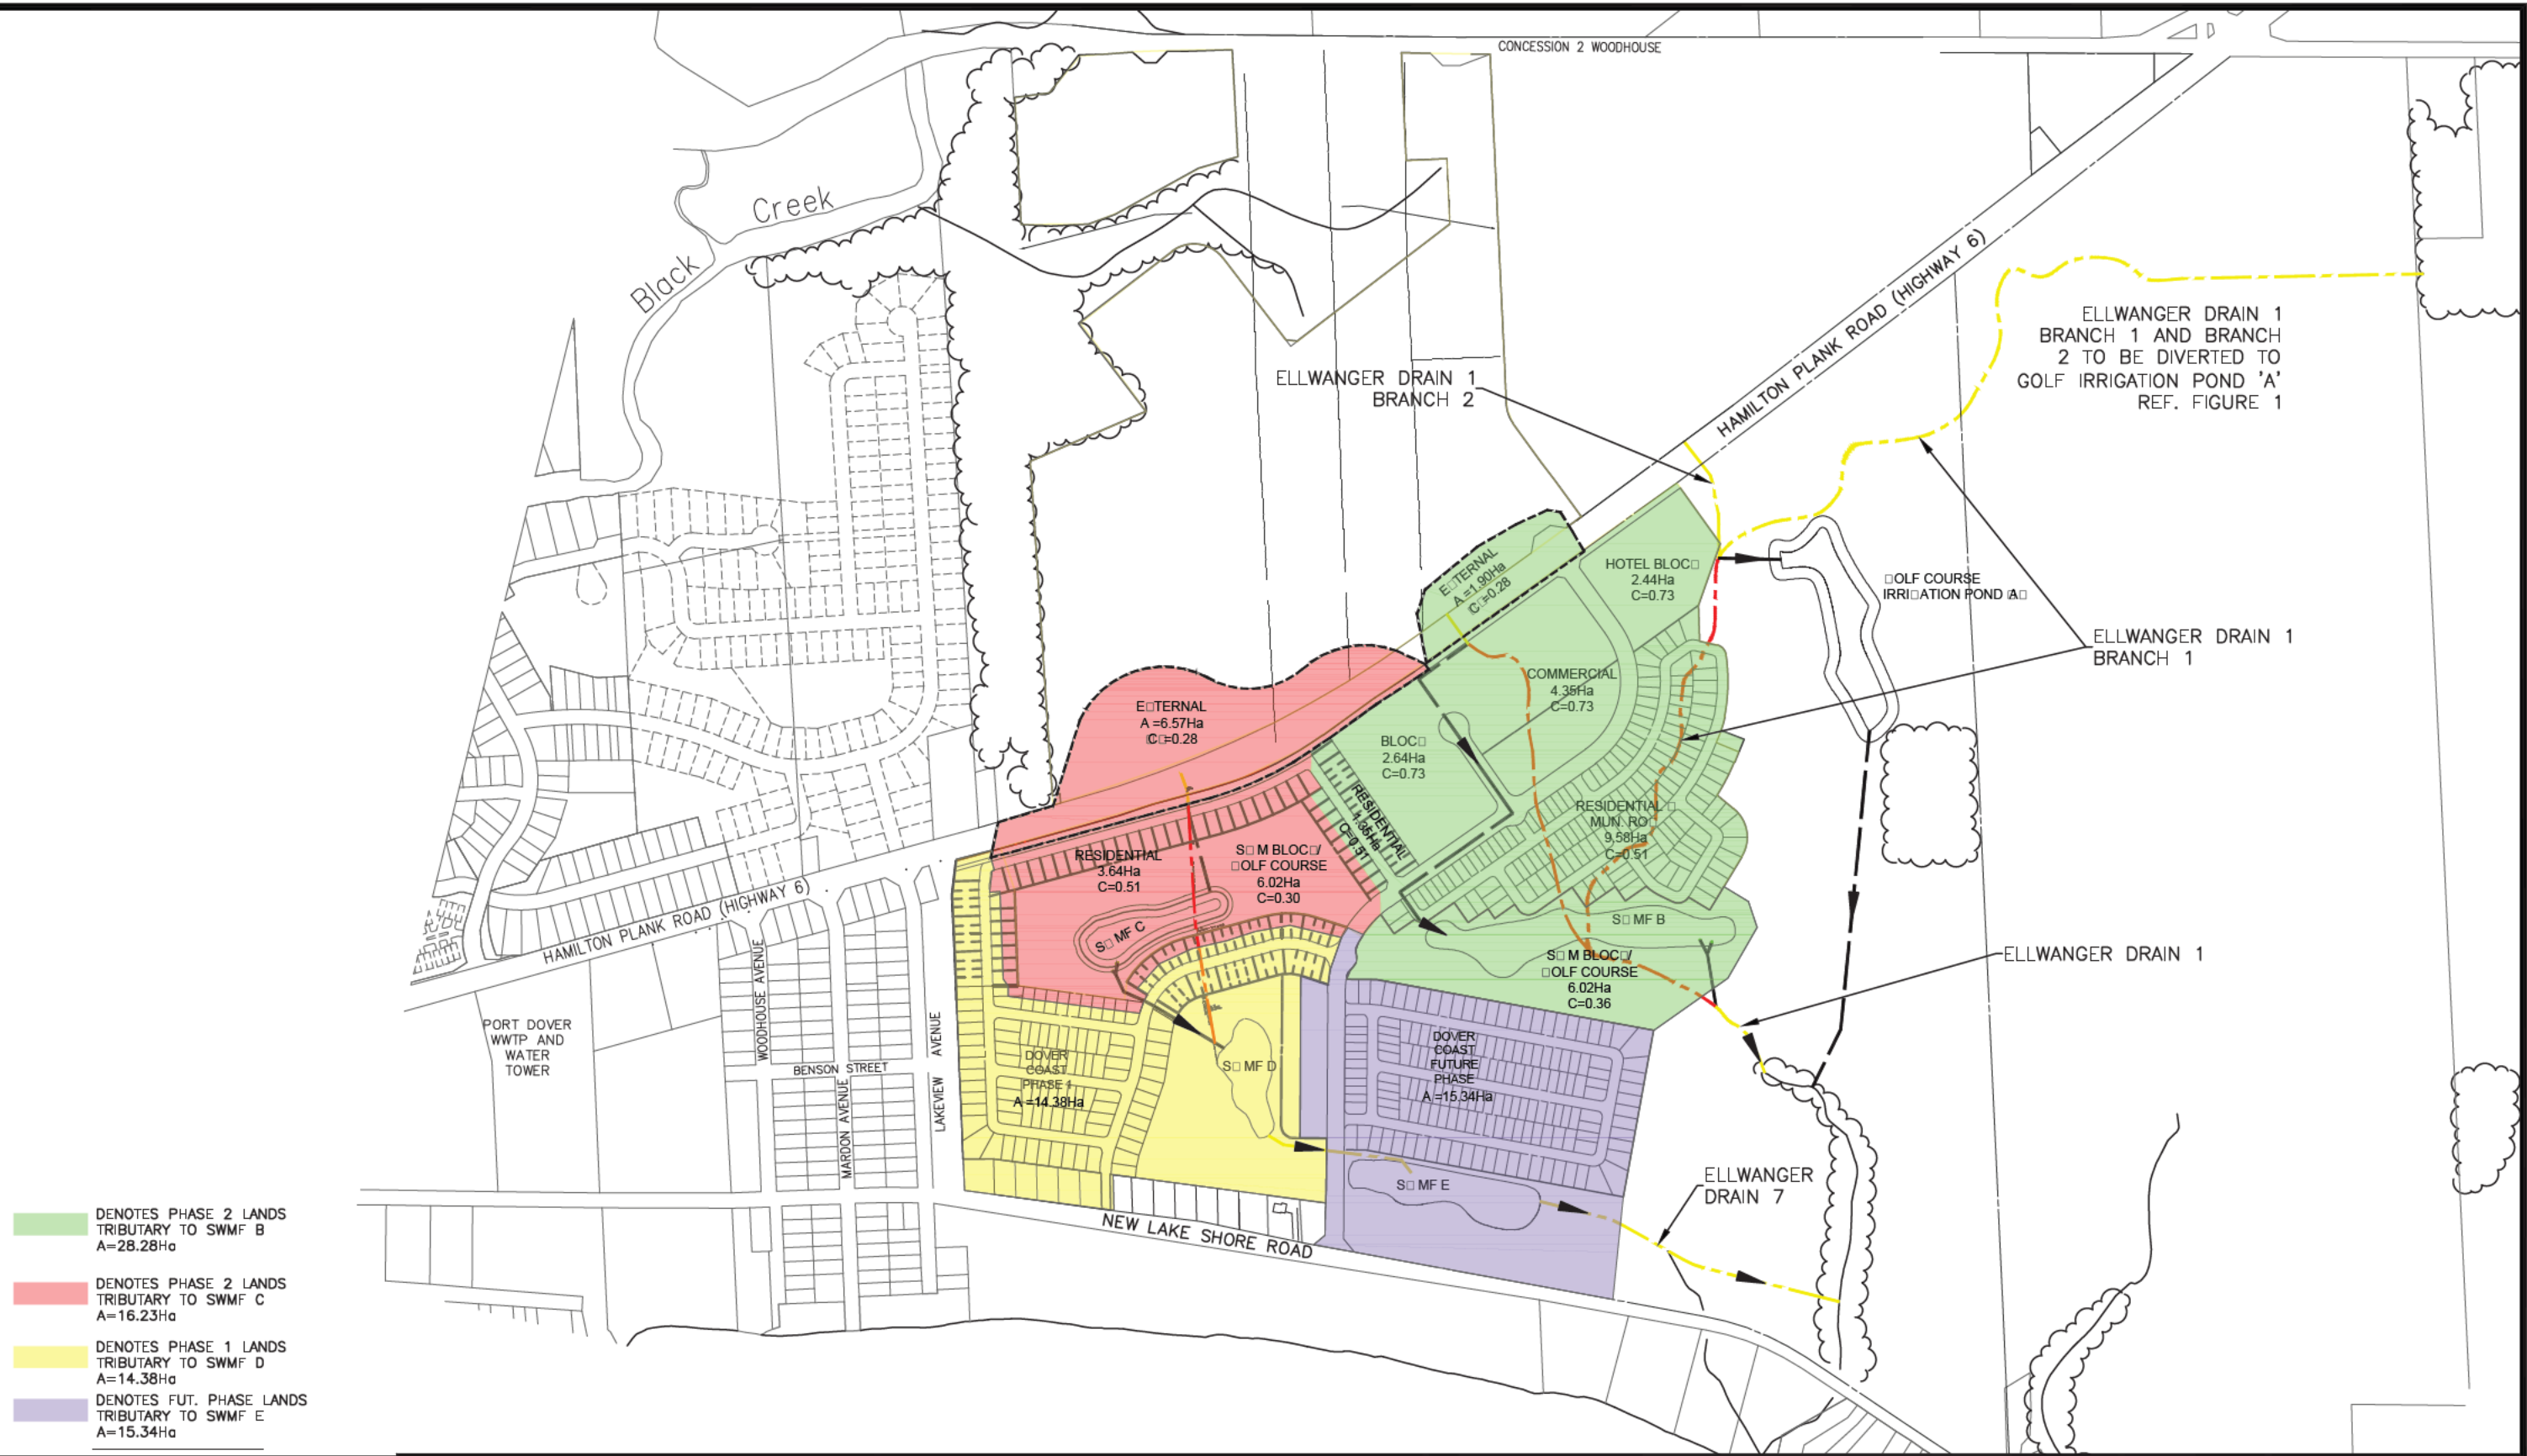 CONCESSION 2 WOODHOUSE
Creek
Black
HAMILTON PLANK ROAD (HIGHWAY 6)
ELLWANGER DRAIN 1
BRANCH 1 AND BRANCH
2 TO BE DIVERTED TO
GOLF IRRIGATION POND 'A'
REF. FIGURE 1
ELLWANGER DRAIN 1
BRANCH 2
E□TERNAL
A =1.90Ha
C□=0.28
HOTEL BLOC□
2.44Ha
C=0.73
□OLF COURSE
IRRI□ATION POND □A□
ELLWANGER DRAIN 1
BRANCH 1
COMMERCIAL
4.35Ha
C=0.73
E□TERNAL
A =6.57Ha
□C□=0.28
BLOC□
2.64Ha
C=0.73
RESIDENTIAL
1.35Ha
C=0.51
RESIDENTIAL □
MUN. RO□
9.58Ha
C=0.51
RESIDENTIAL
3.64Ha
C=0.51
S□M BLOC□/
□OLF COURSE
6.02Ha
C=0.30
S□MF C
S□MF B
S□M BLOC□/
□OLF COURSE
6.02Ha
C=0.36
ELLWANGER DRAIN 1
HAMILTON PLANK ROAD (HIGHWAY 6)
PORT DOVER
WWTP AND
WATER
TOWER
WOODHOUSE AVENUE
BENSON STREET
MARDON AVENUE
LAKEVIEW AVENUE
DOVER
COAST
PHASE 1
A =14.38Ha
S□MF D
DOVER
COAST
FUTURE
PHASE
A =15.34Ha
S□MF E
ELLWANGER
DRAIN 7
NEW LAKE SHORE ROAD
DENOTES PHASE 2 LANDS
TRIBUTARY TO SWMF B
A=28.28Ha
DENOTES PHASE 2 LANDS
TRIBUTARY TO SWMF C
A=16.23Ha
DENOTES PHASE 1 LANDS
TRIBUTARY TO SWMF D
A=14.38Ha
DENOTES FUT. PHASE LANDS
TRIBUTARY TO SWMF E
A=15.34Ha